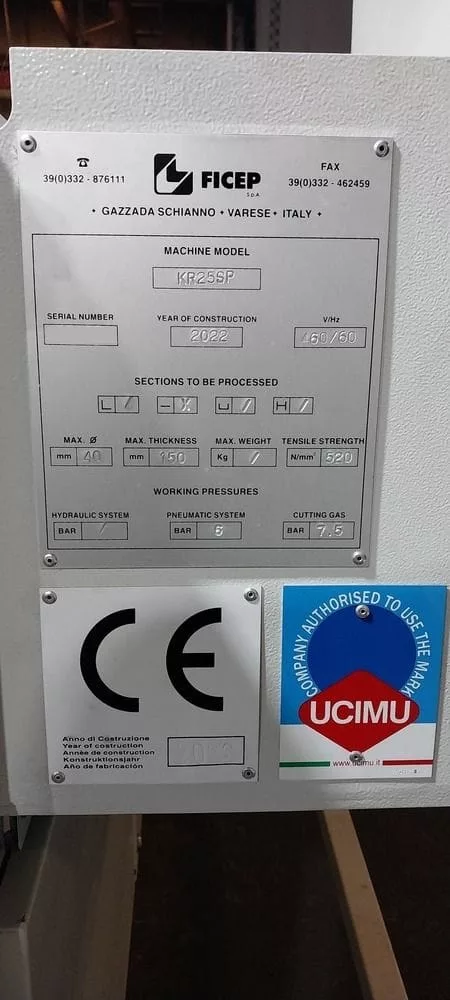 ☎ FAX
39(0)332 - 876111 FICEP S.p.A. 39(0)332 - 462459
• GAZZADA SCHIANNO • VARESE • ITALY •
MACHINE MODEL
KR25SP
SERIAL NUMBER YEAR OF CONSTRUCTION V/Hz
2022 460/60
SECTIONS TO BE PROCESSED
L / – X U / H /
MAX. Ø MAX. THICKNESS MAX. WEIGHT TENSILE STRENGTH
mm 40 mm 150 Kg / N/mm² 520
WORKING PRESSURES
HYDRAULIC SYSTEM PNEUMATIC SYSTEM CUTTING GAS
BAR / BAR 6 BAR 7.5
CE
Anno di Costruzione
Year of costruction
Année de construction
Konstruktionsjahr
Año de fabricación
COMPANY AUTHORISED TO USE THE MARK
UCIMU
www.ucimu.it